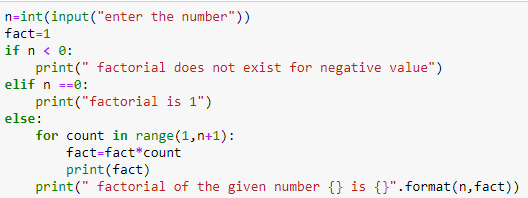 n=int(input("enter the number"))
fact=1
if n < 0:
    print(" factorial does not exist for negative value")
elif n ==0:
    print("factorial is 1")
else:
    for count in range(1,n+1):
        fact=fact*count
        print(fact)
    print(" factorial of the given number {} is {}".format(n,fact))